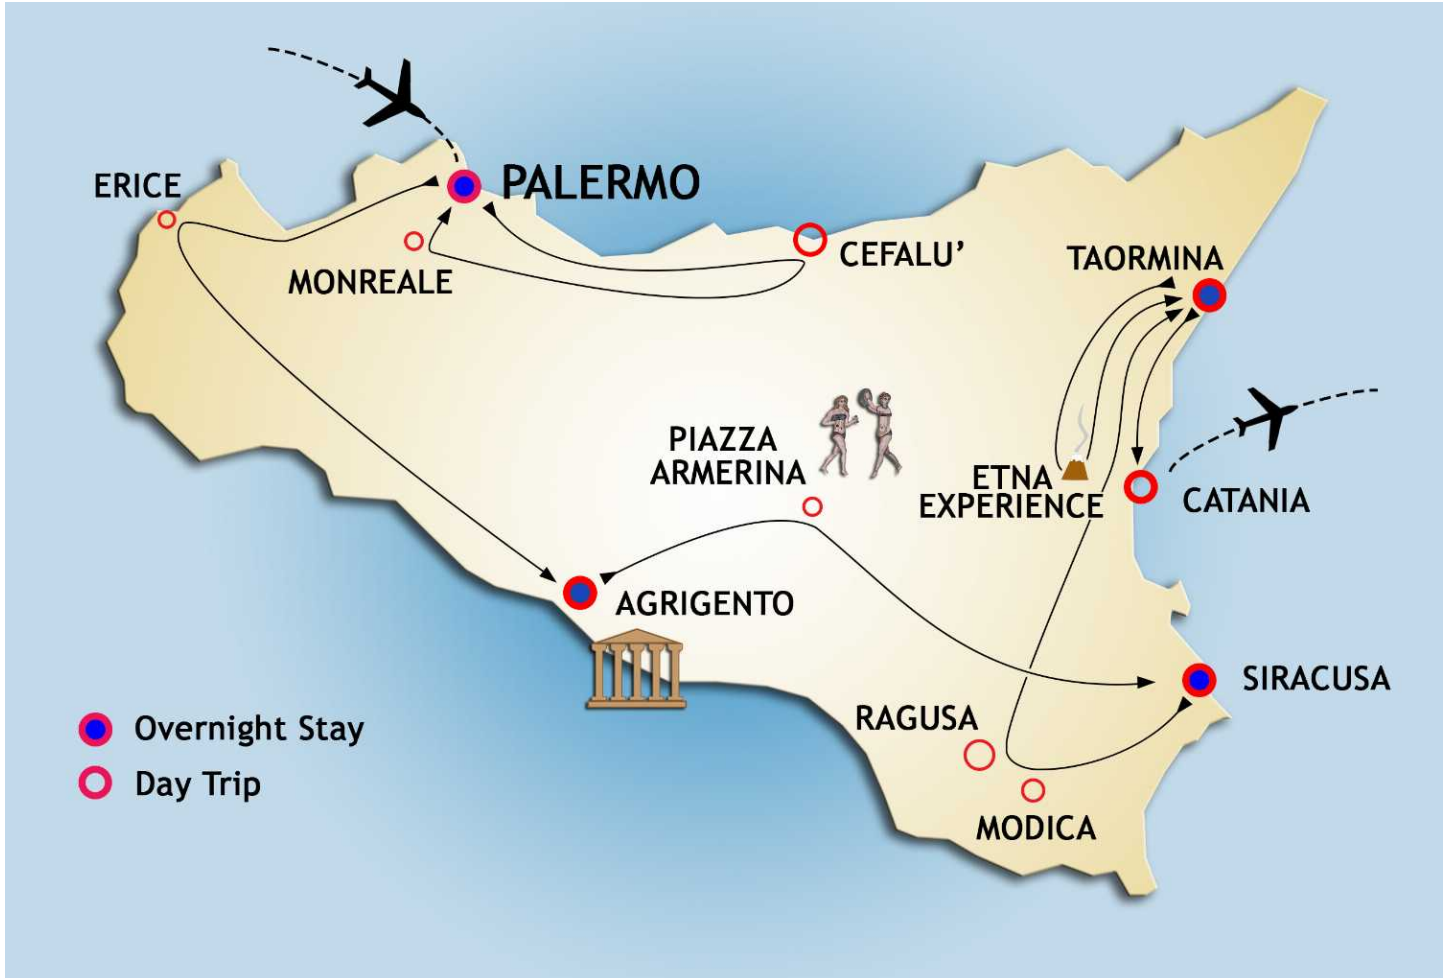 ERICE
PALERMO
MONREALE
CEFALU’
TAORMINA
PIAZZA
ARMERINA
ETNA
EXPERIENCE
CATANIA
AGRIGENTO
SIRACUSA
RAGUSA
MODICA
Overnight Stay
Day Trip